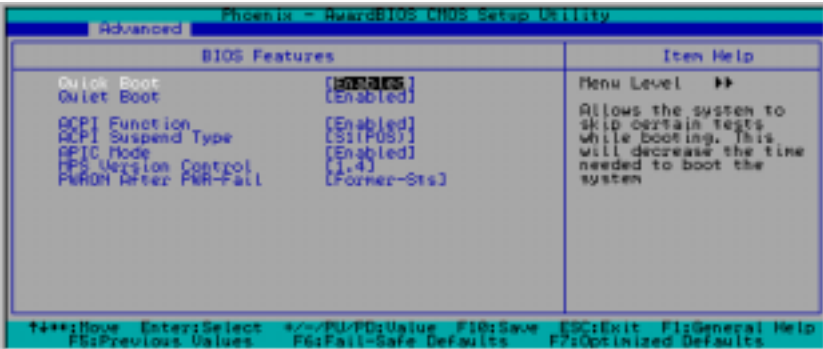 Phoenix - AwardBIOS CMOS Setup Utility
Advanced
BIOS Features
Item Help
Quick Boot [Enabled]
Quiet Boot [Enabled]
ACPI Function [Enabled]
ACPI Suspend Type [S1(POS)]
APIC Mode [Enabled]
MPS Version Control [1.4]
PWRON After PWR-Fail [Former-Sts]
Menu Level ▶▶
Allows the system to
skip certain tests
while booting. This
will decrease the time
needed to boot the
system
:Move Enter:Select +/-/PU/PD:Value F10:Save ESC:Exit F1:General Help
F5:Previous Values F6:Fail-Safe Defaults F7:Optimized Defaults